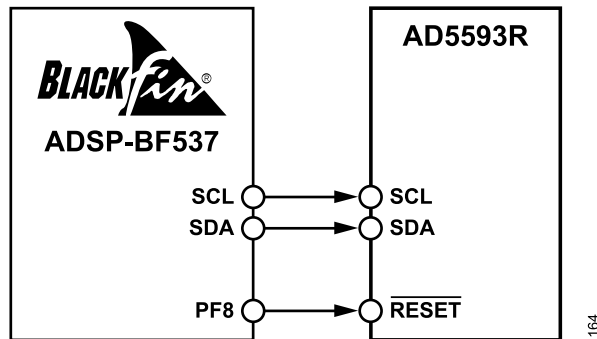 BLACKfin®
ADSP-BF537
SCL
SDA
PF8
AD5593R
SCL
SDA
RESET
164